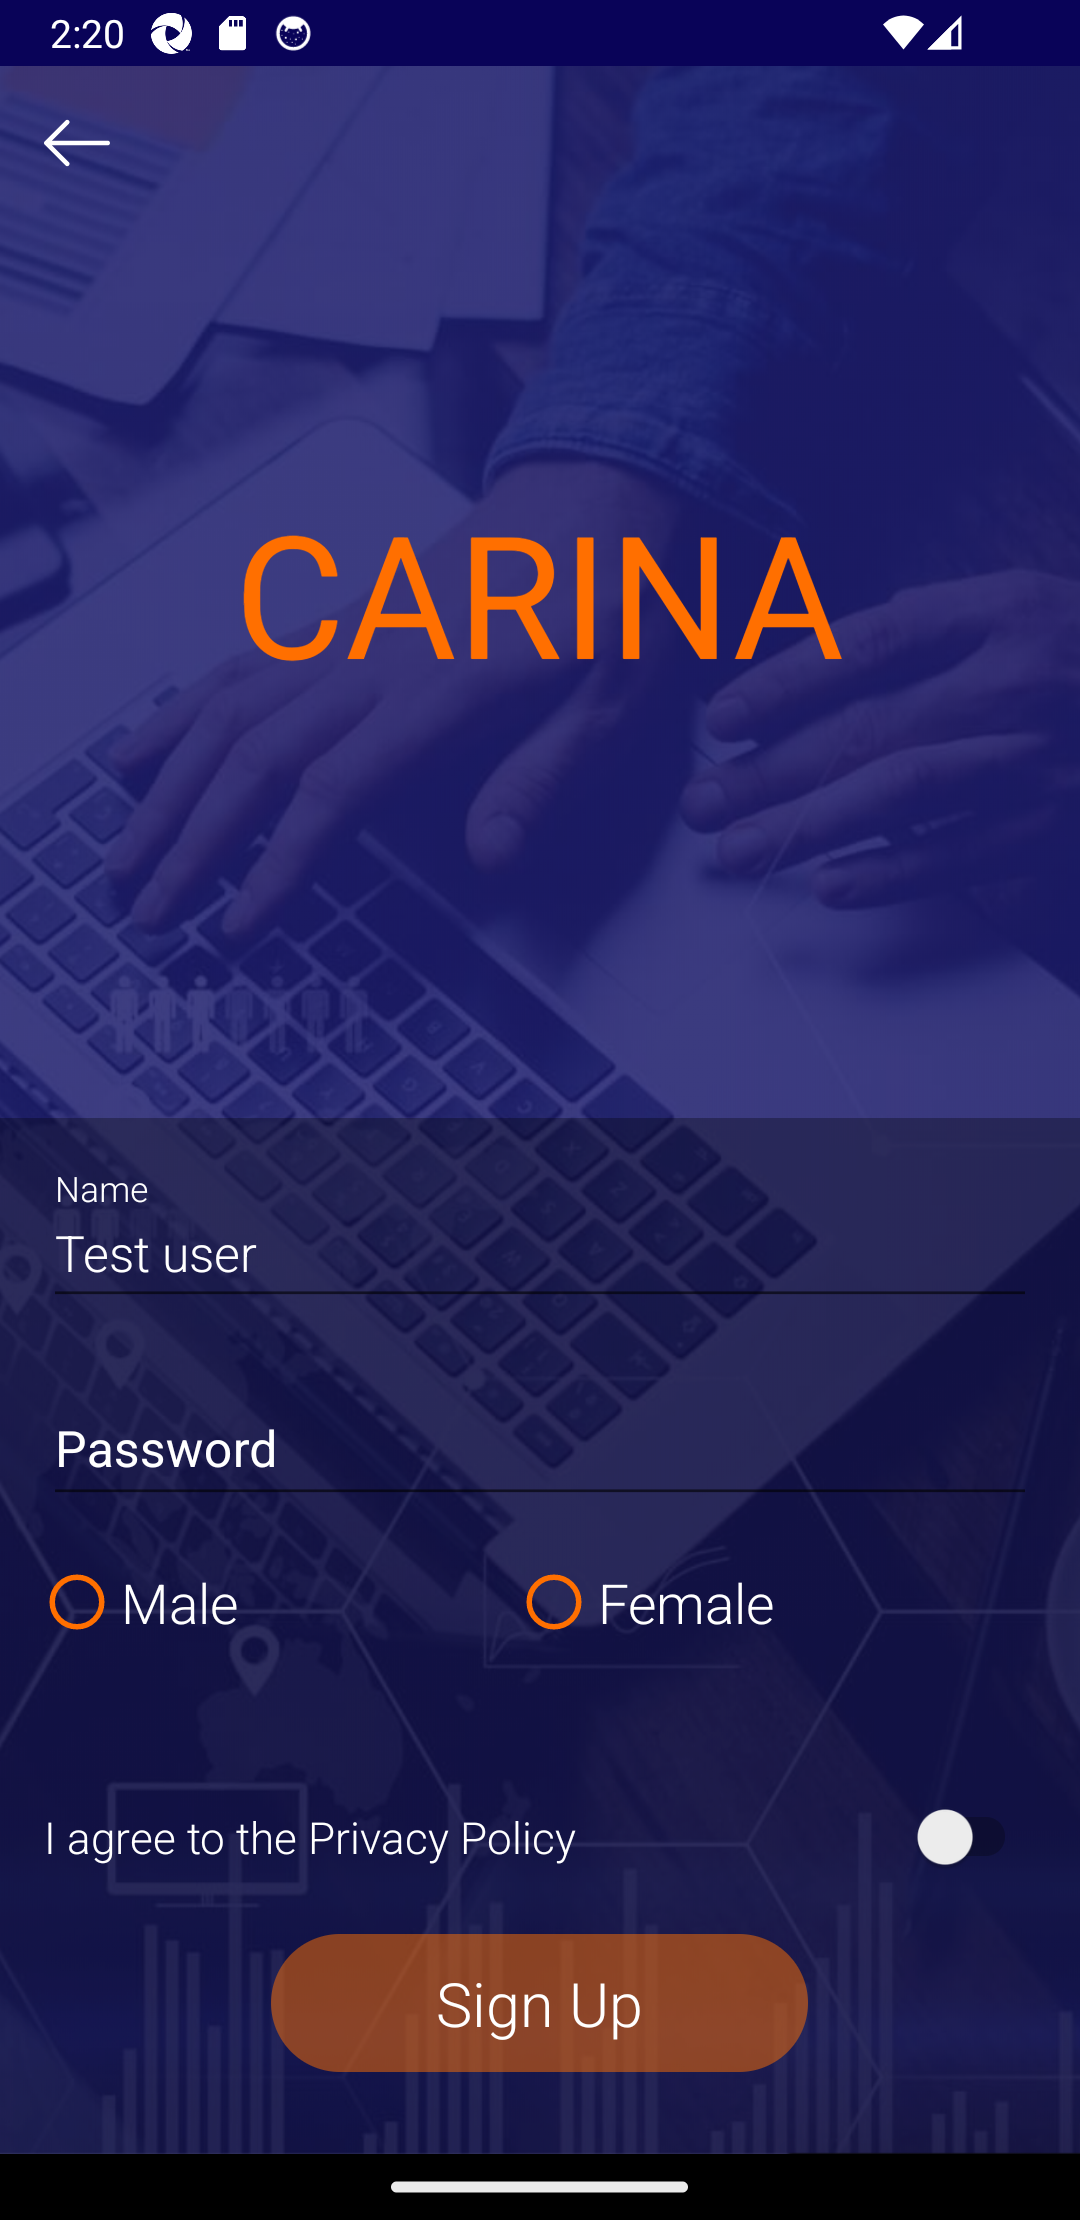 2:20
CARINA
Name
Test user
Password
Male
Female
I agree to the Privacy Policy
Sign Up